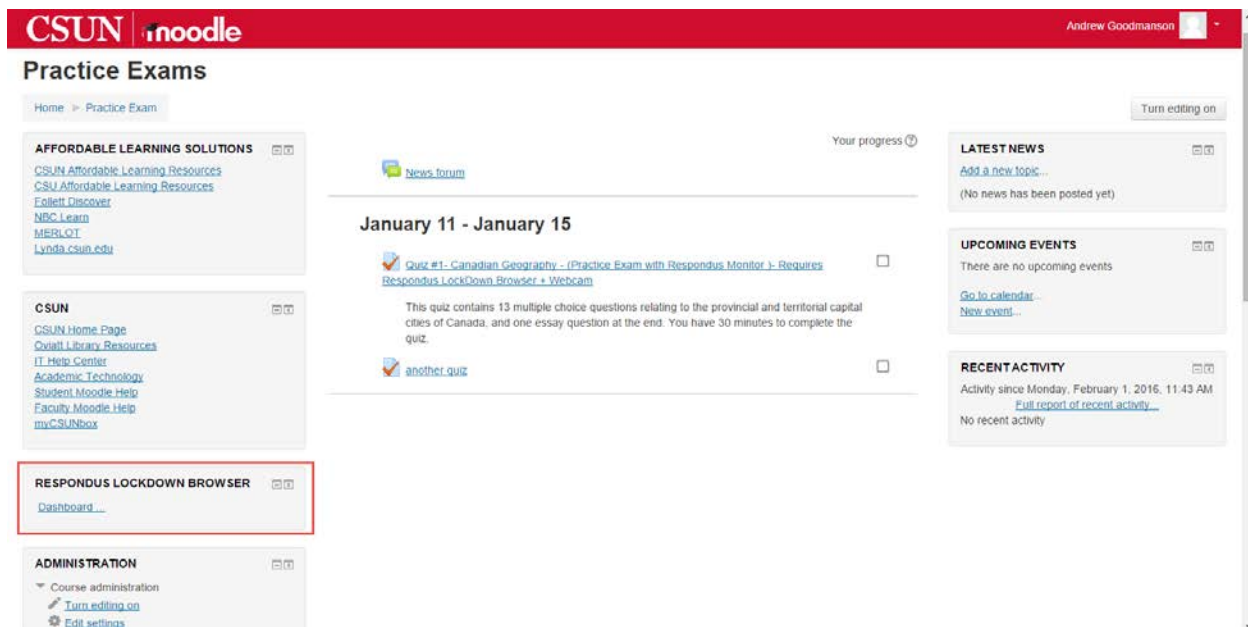 CSUN moodle
Andrew Goodmanson
Practice Exams
Home Practice Exam
Turn editing on
AFFORDABLE LEARNING SOLUTIONS
CSUN Affordable Learning Resources
CSU Affordable Learning Resources
Follett Discover
NBC Learn
MERLOT
Lynda.csun.edu
CSUN
CSUN Home Page
Oviatt Library Resources
IT Help Center
Academic Technology
Student Moodle Help
Faculty Moodle Help
myCSUNbox
RESPONDUS LOCKDOWN BROWSER
Dashboard ...
ADMINISTRATION
Course administration
Turn editing on
Edit settings
Your progress
News forum
January 11 - January 15
Quiz #1- Canadian Geography - (Practice Exam with Respondus Monitor )- Requires
Respondus LockDown Browser + Webcam
This quiz contains 13 multiple choice questions relating to the provincial and territorial capital
cities of Canada, and one essay question at the end. You have 30 minutes to complete the
quiz.
another quiz
LATEST NEWS
Add a new topic...
(No news has been posted yet)
UPCOMING EVENTS
There are no upcoming events
Go to calendar...
New event...
RECENT ACTIVITY
Activity since Monday, February 1, 2016, 11:43 AM
Full report of recent activity...
No recent activity